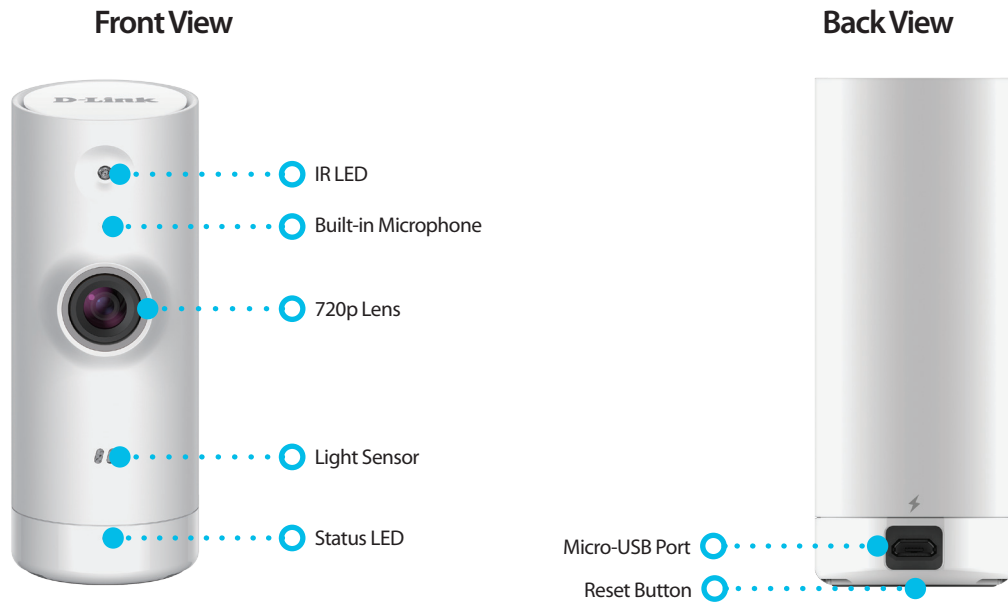 Front View
Back View
D-Link
IR LED
Built-in Microphone
720p Lens
Light Sensor
Status LED
Micro-USB Port
Reset Button